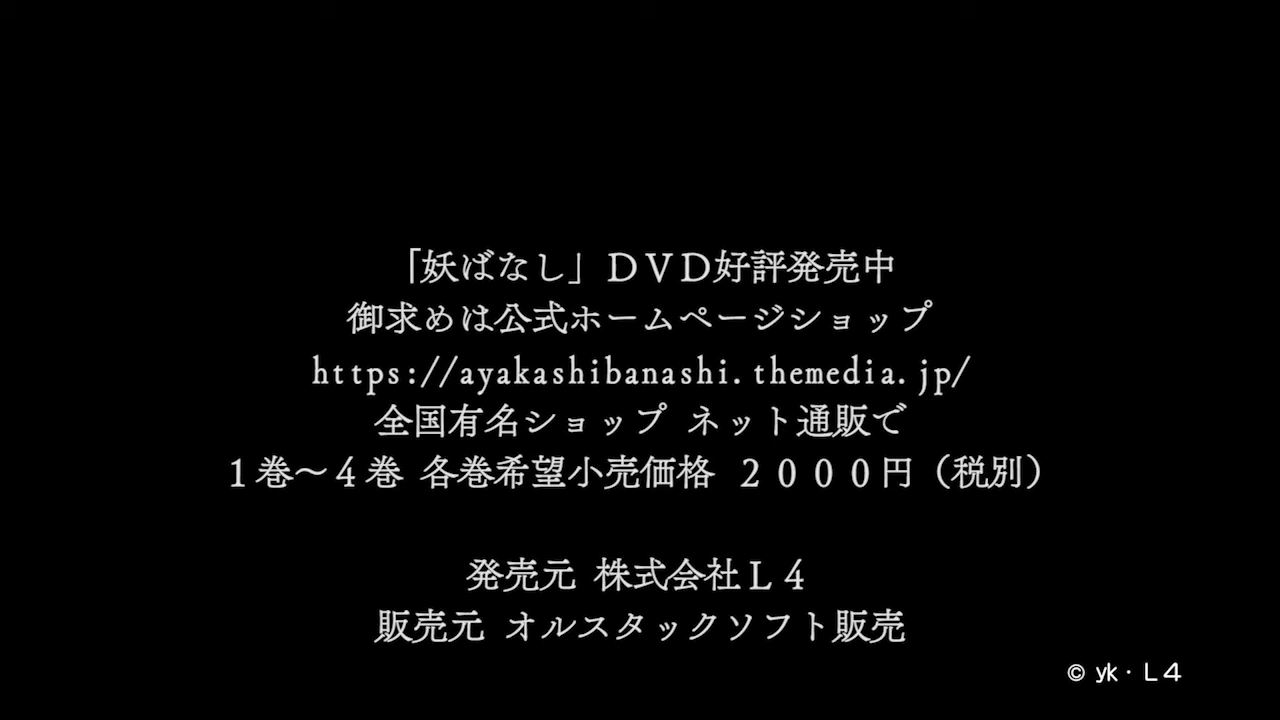 「妖ばなし」ＤＶＤ好評発売中
御求めは公式ホームページショップ
https://ayakashibanashi.themedia.jp/
全国有名ショップ ネット通販で
１巻～４巻 各巻希望小売価格 ２０００円（税別）
発売元 株式会社Ｌ４
販売元 オルスタックソフト販売
© yk・Ｌ４